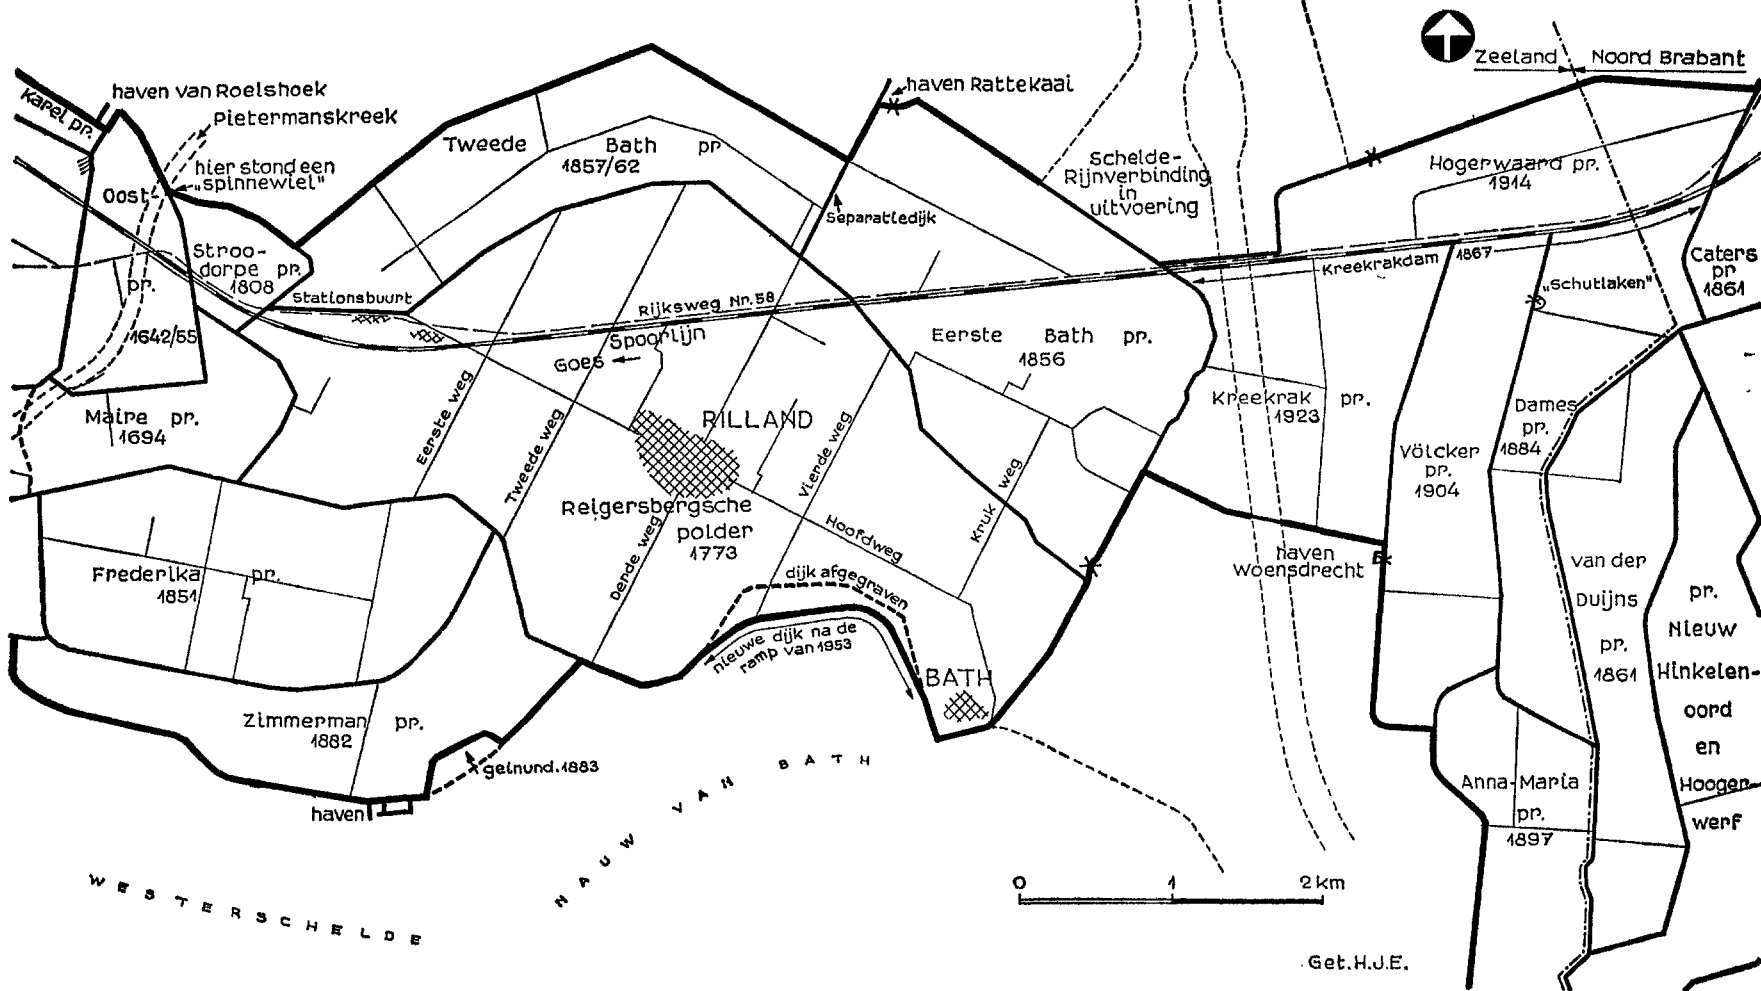 Zeeland
Noord Brabant
Karel pr.
haven van Roelshoek
Pietermanskreek
hier stond een
„spinnewiel"
Oost-
pr.
1642/55
Stroo-
dorpe pr.
1808
Stationsbuurt
Tweede Bath pr
1857/62
haven Rattekaai
Separatiedijk
Schelde-
Rijnverbinding
in
uitvoering
Hogerwaard pr.
1914
Kreekrakdam 1867
„Schutlaken"
Caters
pr
1861
Rijksweg Nr. 58
Spoorlijn
Goes
Eerste Bath pr.
1856
Maire pr.
1694
Eerste weg
Tweede weg
RILLAND
Vierde weg
Kruk weg
Kreekrak pr.
1923
Dames
pr.
1884
Völcker
pr.
1904
Reigersbergsche
polder
1773
Derde weg
Hoofdweg
haven
Woensdrecht
Frederika pr.
1851
dijk afgegraven
nieuwe dijk na de
ramp van 1953
BATH
van der
Duijns
pr.
1861
pr.
Nieuw
Hinkelen-
oord
en
Hooger
werf
Zimmerman pr.
1882
geinund. 1883
haven
Anna-Maria
pr.
1897
NAUW VAN BATH
WESTERSCHELDE
0 1 2 km
Get. H.J.E.